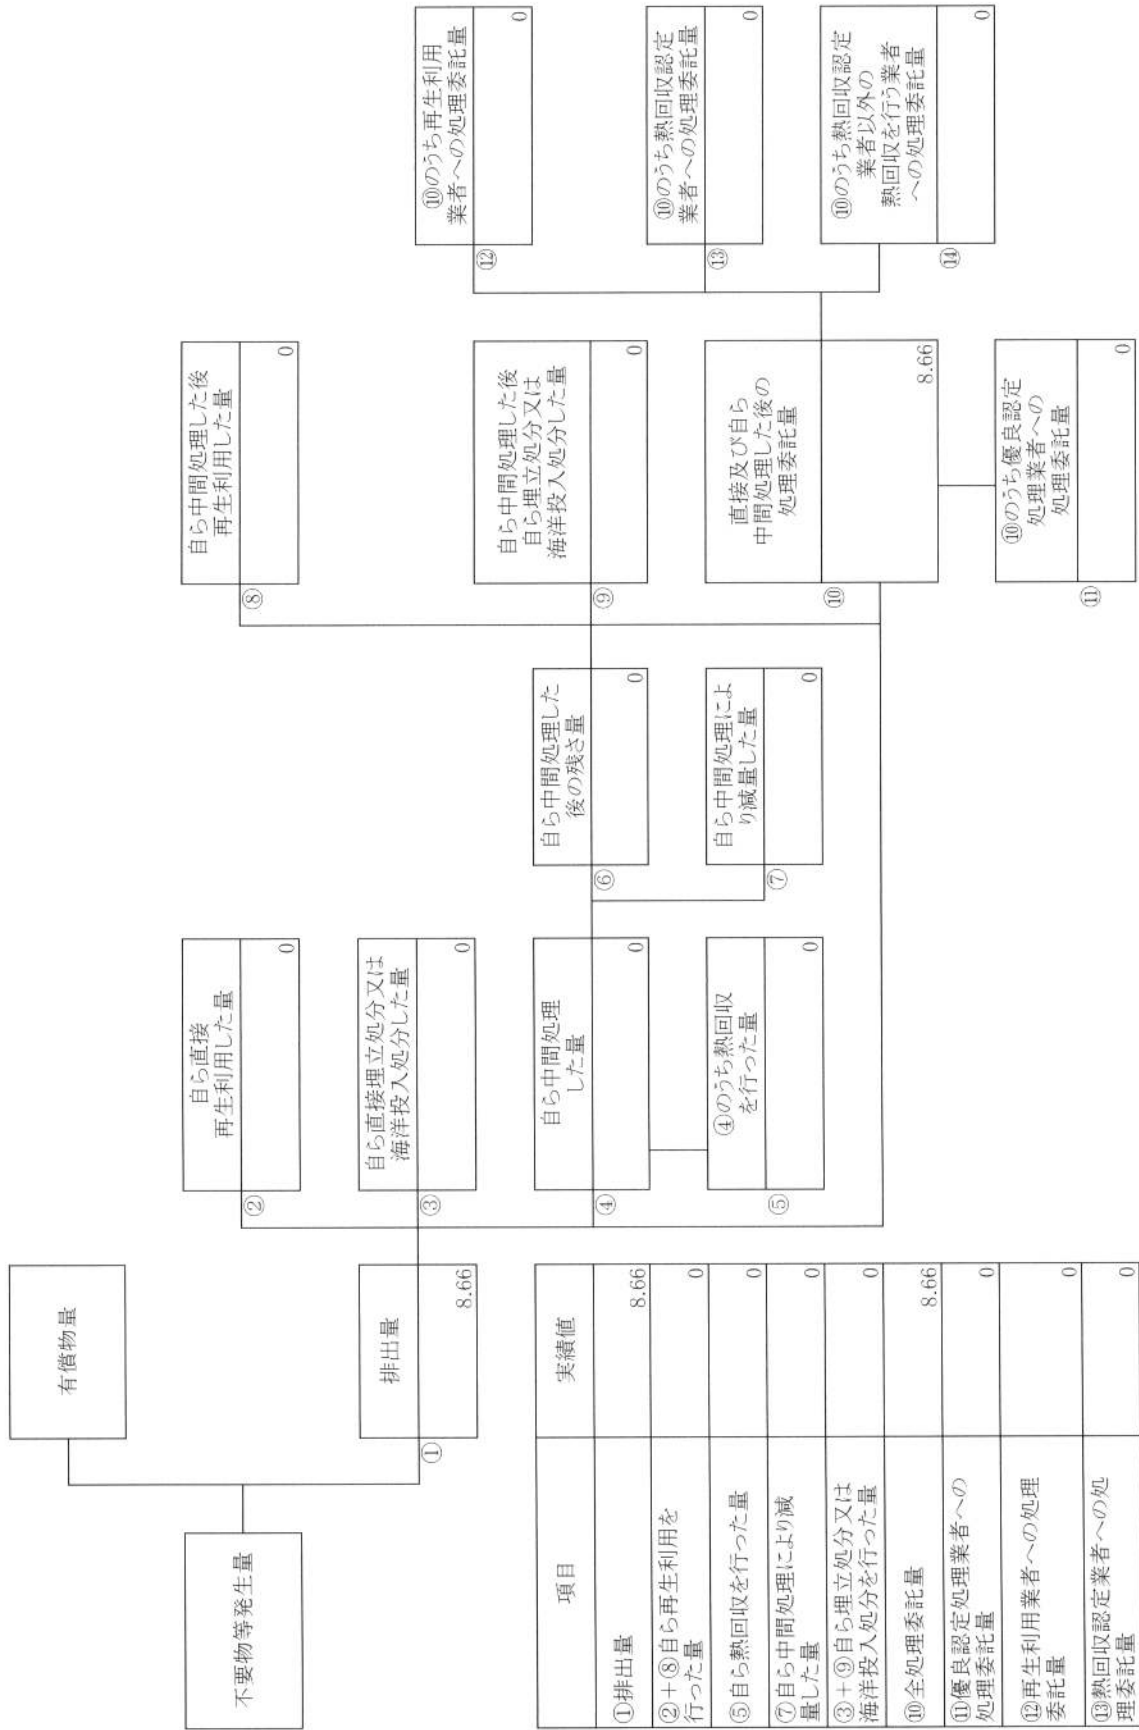 不要物等発生量
有償物量
①
排出量
8.66
②
自ら直接
再生利用した量
0
③
自ら直接埋立処分又は
海洋投入処分した量
0
④
自ら中間処理
した量
0
⑤
④のうち熱回収
を行った量
0
⑥
自ら中間処理した
後の残さ量
0
⑦
自ら中間処理によ
り減量した量
0
⑧
自ら中間処理した後
再生利用した量
0
⑨
自ら中間処理した後
自ら埋立処分又は
海洋投入処分した量
0
⑩
直接及び自ら
中間処理した後の
処理委託量
8.66
⑪
⑩のうち優良認定
処理業者への
処理委託量
0
⑫
⑩のうち再生利用
業者への処理委託量
0
⑬
⑩のうち熱回収認定
業者への処理委託量
0
⑭
⑩のうち熱回収認定
業者以外の
熱回収を行う業者
への処理委託量
0
項目 実績値
①排出量 8.66
②+⑧自ら再生利用を
行った量 0
⑤自ら熱回収を行った量 0
⑦自ら中間処理により減
量した量 0
③+⑨自ら埋立処分又は
海洋投入処分を行った量 0
⑩全処理委託量 8.66
⑪優良認定処理業者への
処理委託量 0
⑫再生利用業者への処理
委託量 0
⑬熱回収認定業者への処
理委託量 0